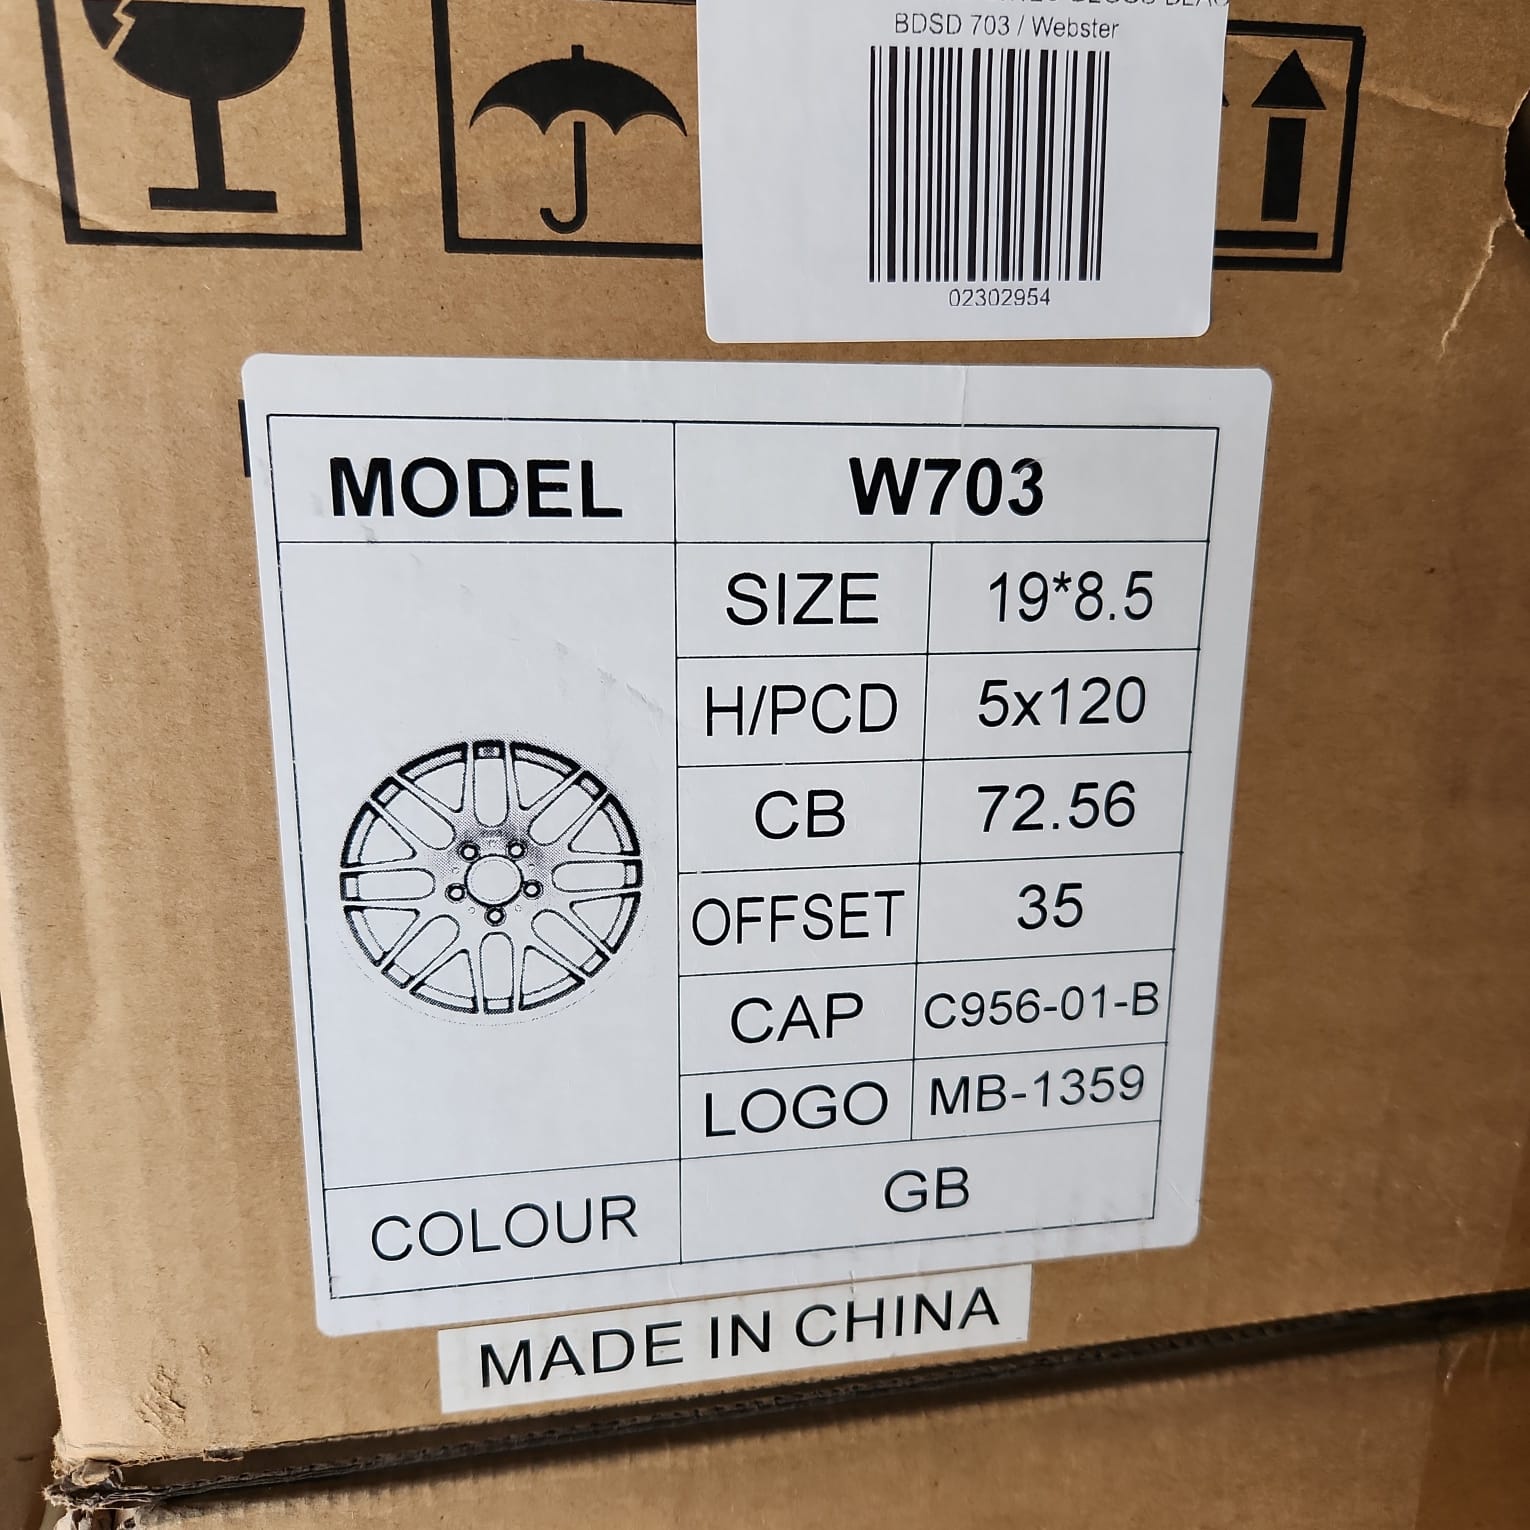 BDSD 703 / Webster
02302954
MODEL W703
SIZE 19*8.5
H/PCD 5x120
CB 72.56
OFFSET 35
CAP C956-01-B
LOGO MB-1359
COLOUR GB
MADE IN CHINA